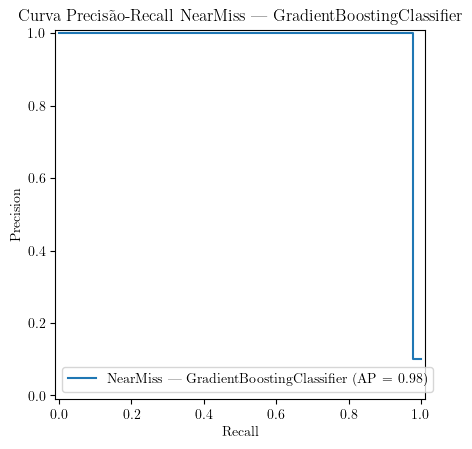 Curva Precisão-Recall NearMiss — GradientBoostingClassifier
1.0
0.8
0.6
0.4
0.2
0.0
Precision
NearMiss — GradientBoostingClassifier (AP = 0.98)
0.0 0.2 0.4 0.6 0.8 1.0
Recall